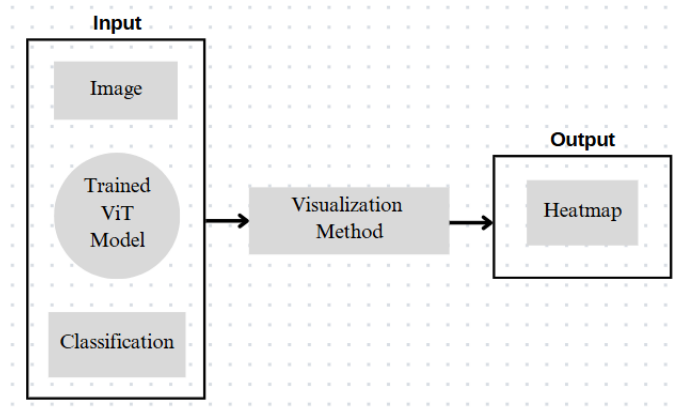 Input
Image
Trained
ViT
Model
Classification
Visualization
Method
Output
Heatmap